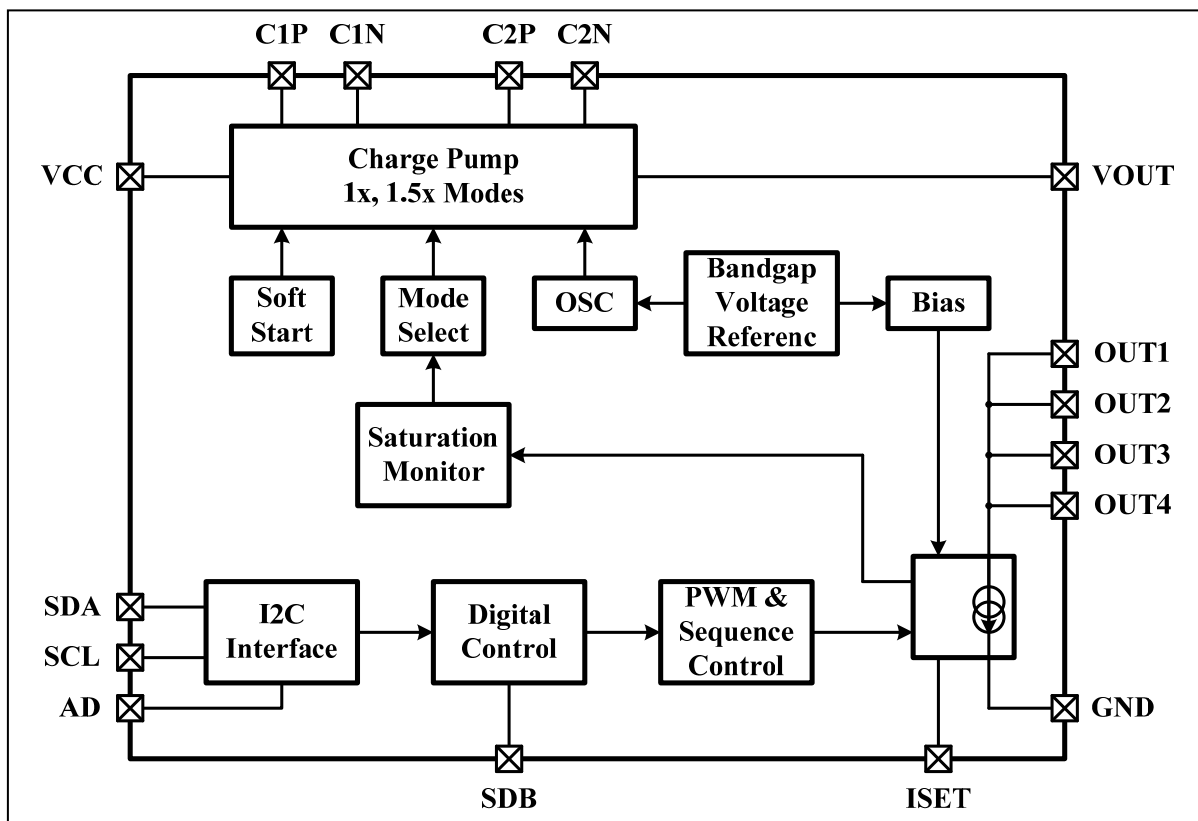 C1P C1N C2P C2N
VCC
Charge Pump
1x, 1.5x Modes
VOUT
Soft
Start
Mode
Select
OSC
Bandgap
Voltage
Referenc
Bias
OUT1
OUT2
OUT3
OUT4
Saturation
Monitor
SDA
SCL
AD
I2C
Interface
Digital
Control
PWM &
Sequence
Control
GND
SDB
ISET